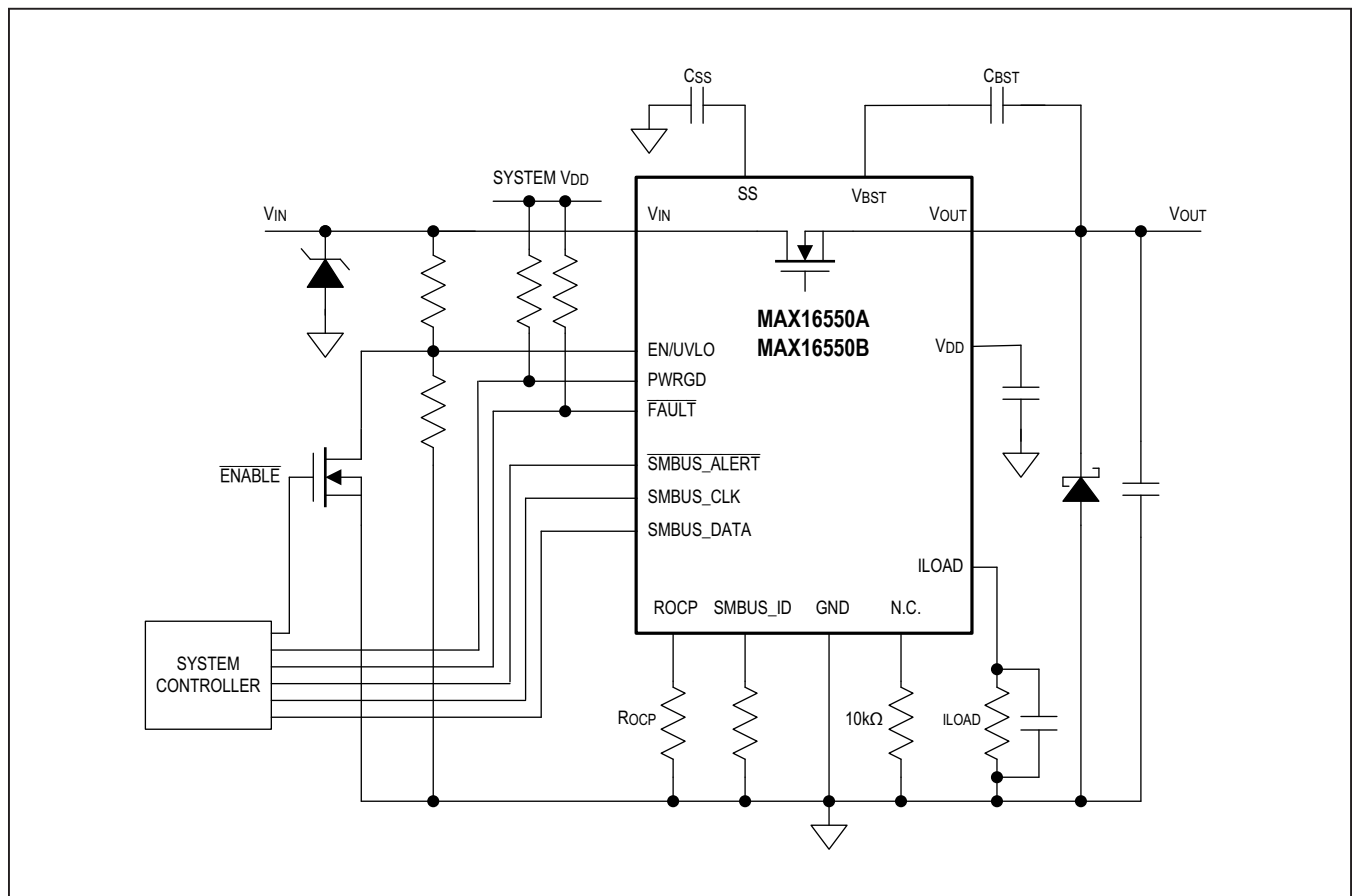 CSS
CBST
SYSTEM VDD
SS
VBST
VIN
VIN
VOUT
VOUT
MAX16550A
MAX16550B
VDD
EN/UVLO
PWRGD
FAULT
SMBUS_ALERT
ENABLE
SMBUS_CLK
SMBUS_DATA
ILOAD
ROCP
SMBUS_ID
GND
N.C.
SYSTEM
CONTROLLER
ROCP
10kΩ
ILOAD